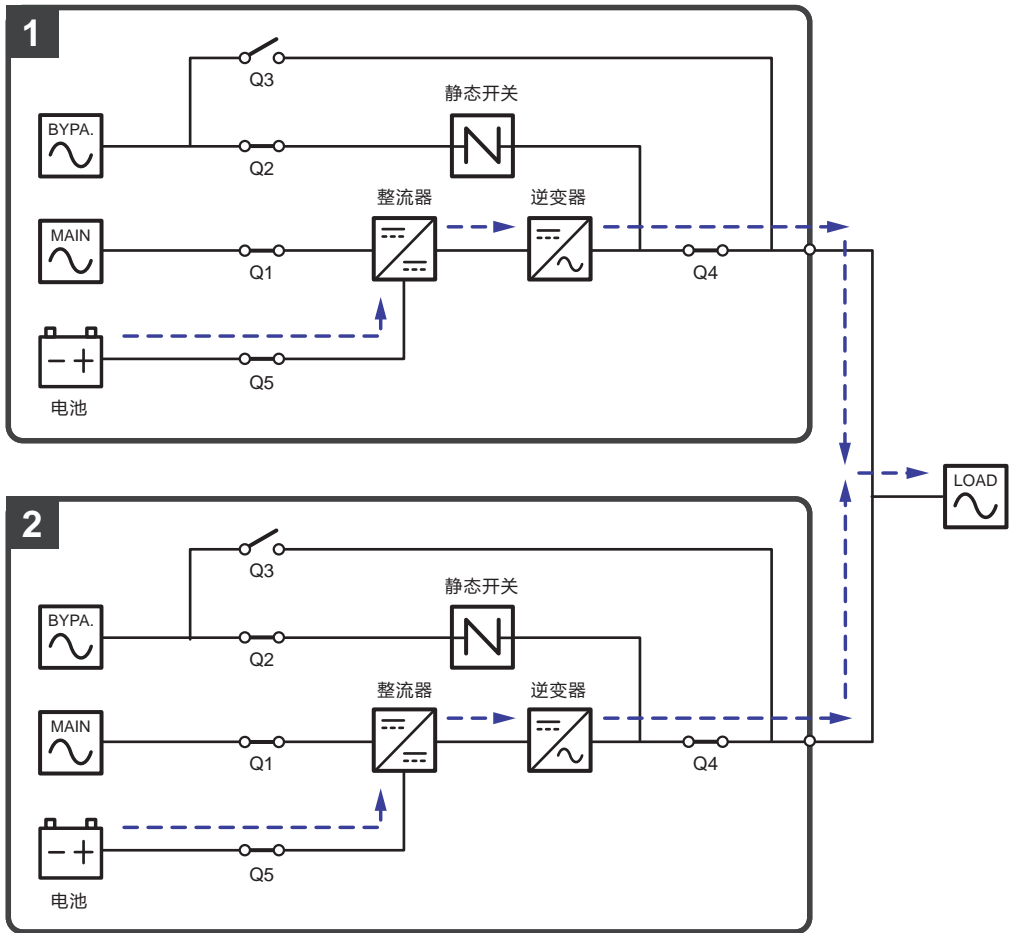 1
Q3
静态开关
BYPA.
Q2
整流器
逆变器
MAIN
Q1
Q4
Q5
电池
LOAD
2
Q3
静态开关
BYPA.
Q2
整流器
逆变器
MAIN
Q1
Q4
Q5
电池